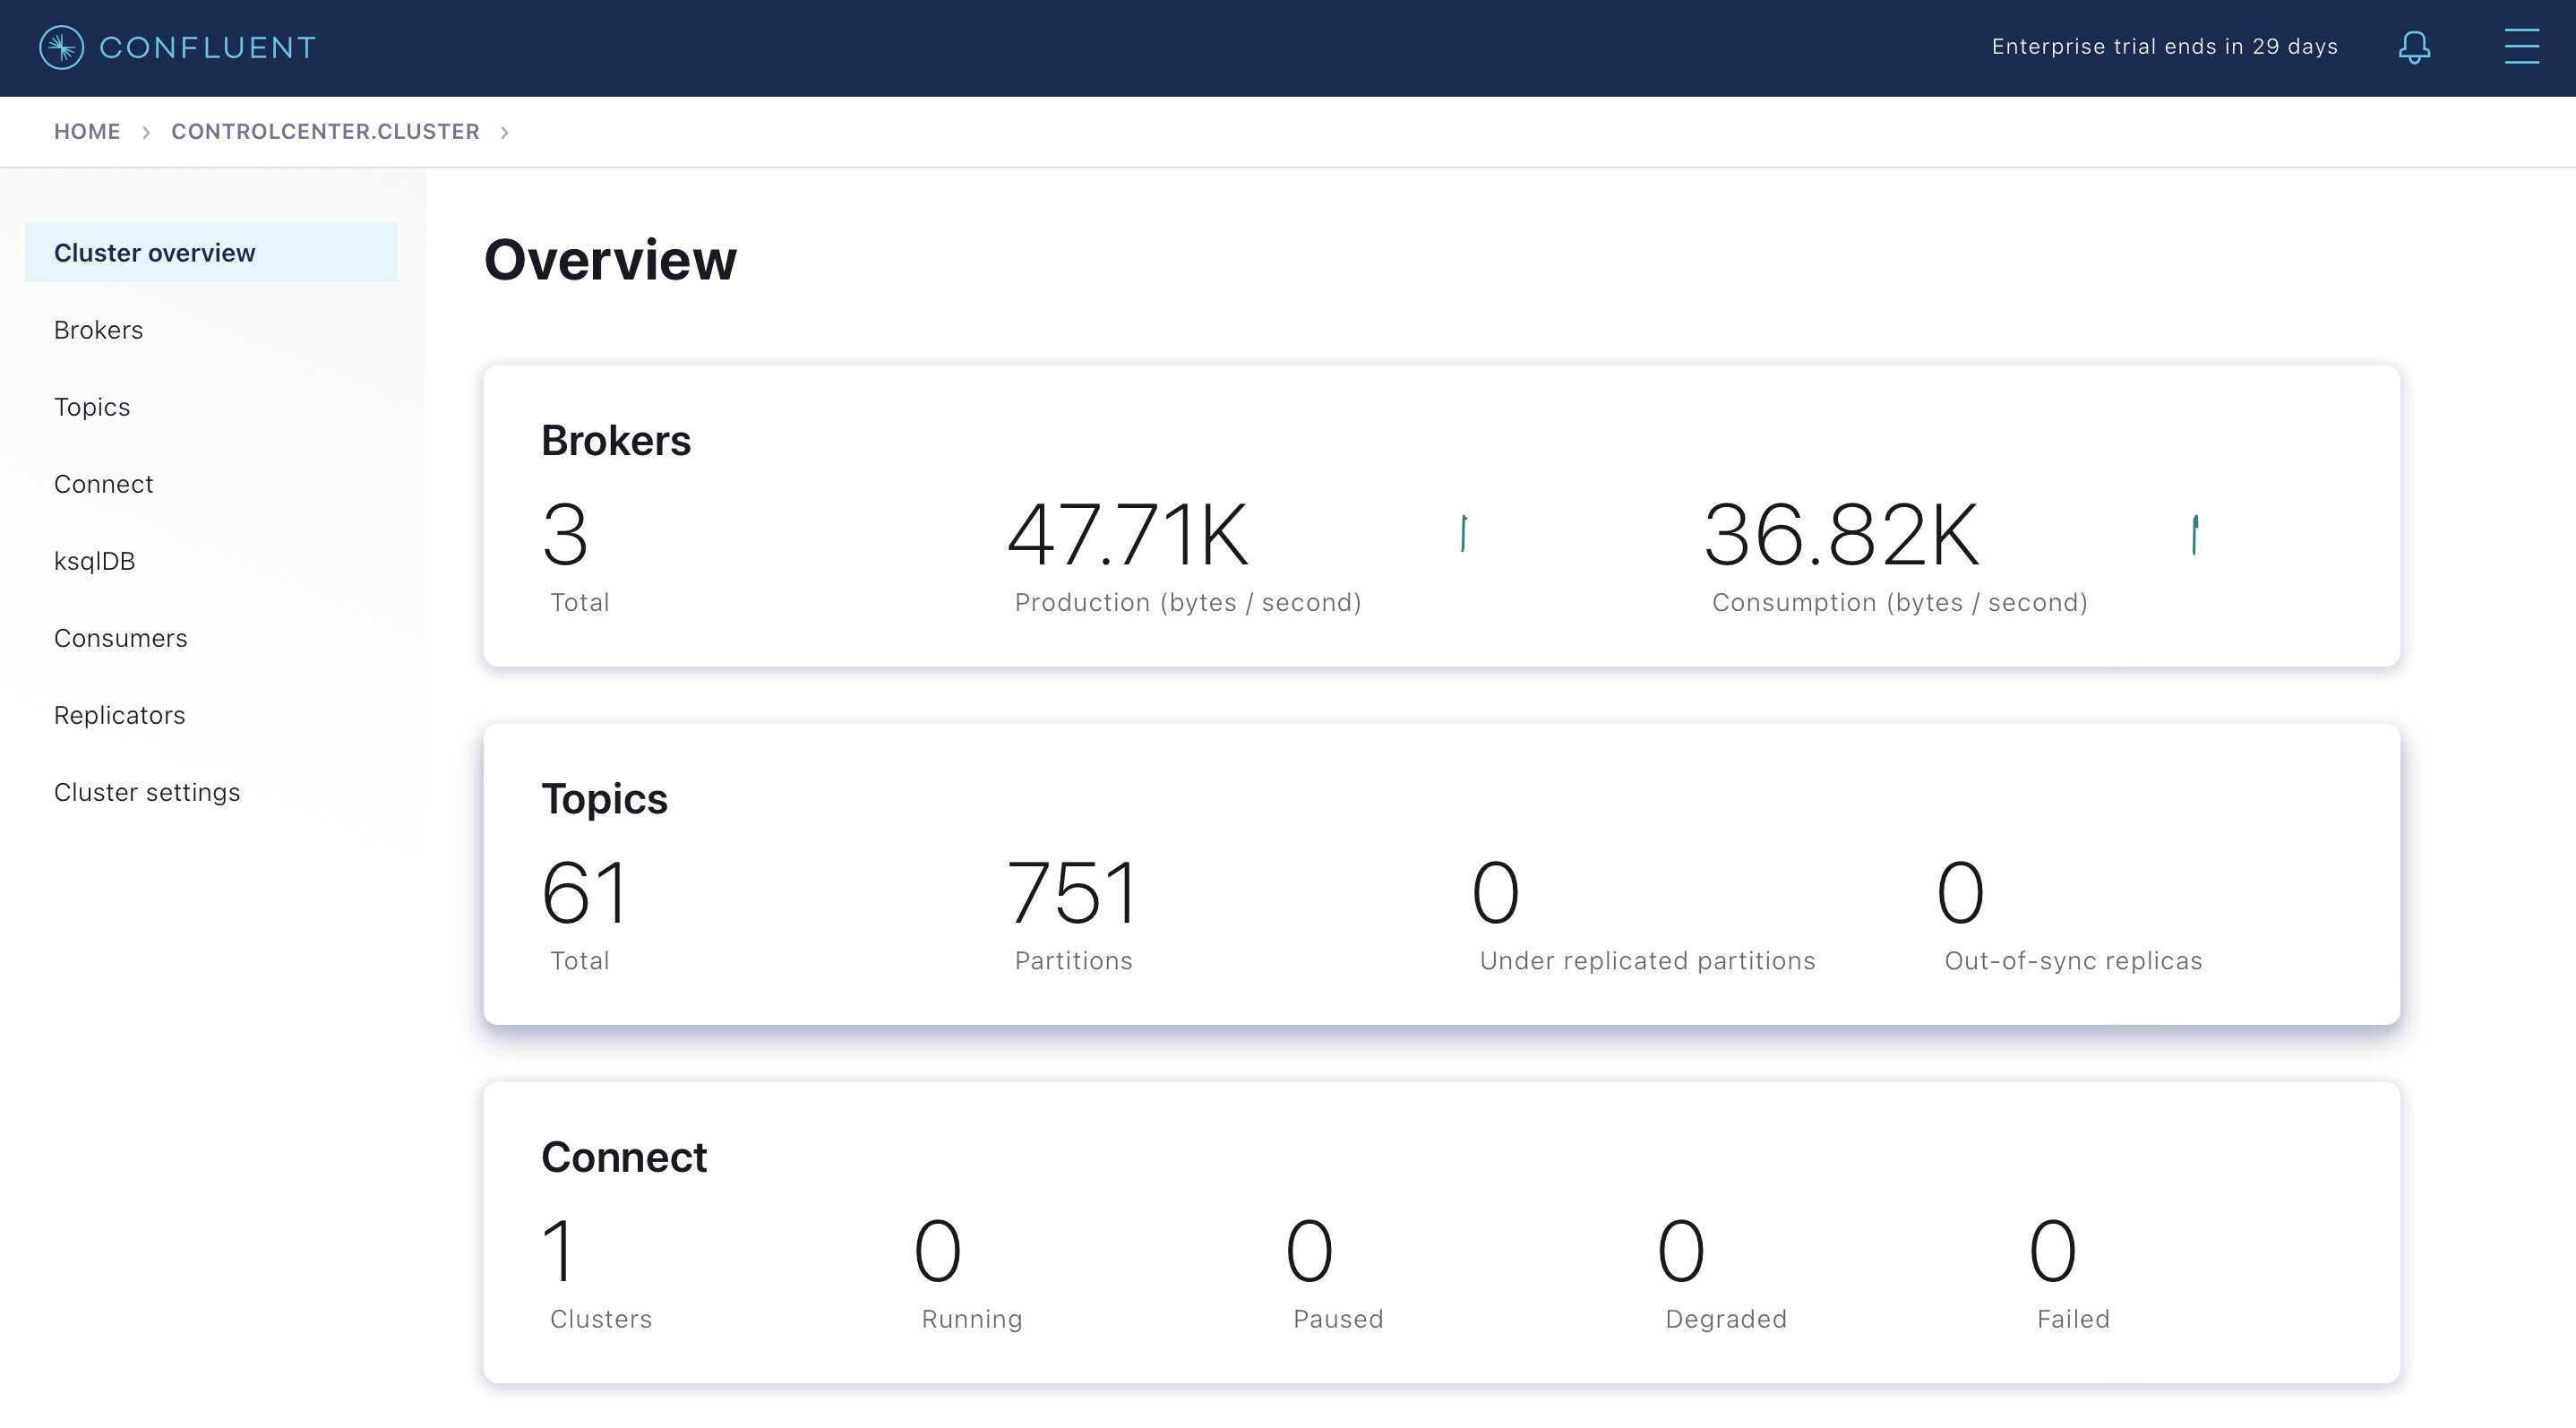 CONFLUENT
Enterprise trial ends in 29 days
HOME > CONTROLCENTER.CLUSTER >
Cluster overview
Brokers
Topics
Connect
ksqlDB
Consumers
Replicators
Cluster settings
Overview
Brokers
3 47.71K 36.82K
Total Production (bytes / second) Consumption (bytes / second)
Topics
61 751 0 0
Total Partitions Under replicated partitions Out-of-sync replicas
Connect
1 0 0 0 0
Clusters Running Paused Degraded Failed